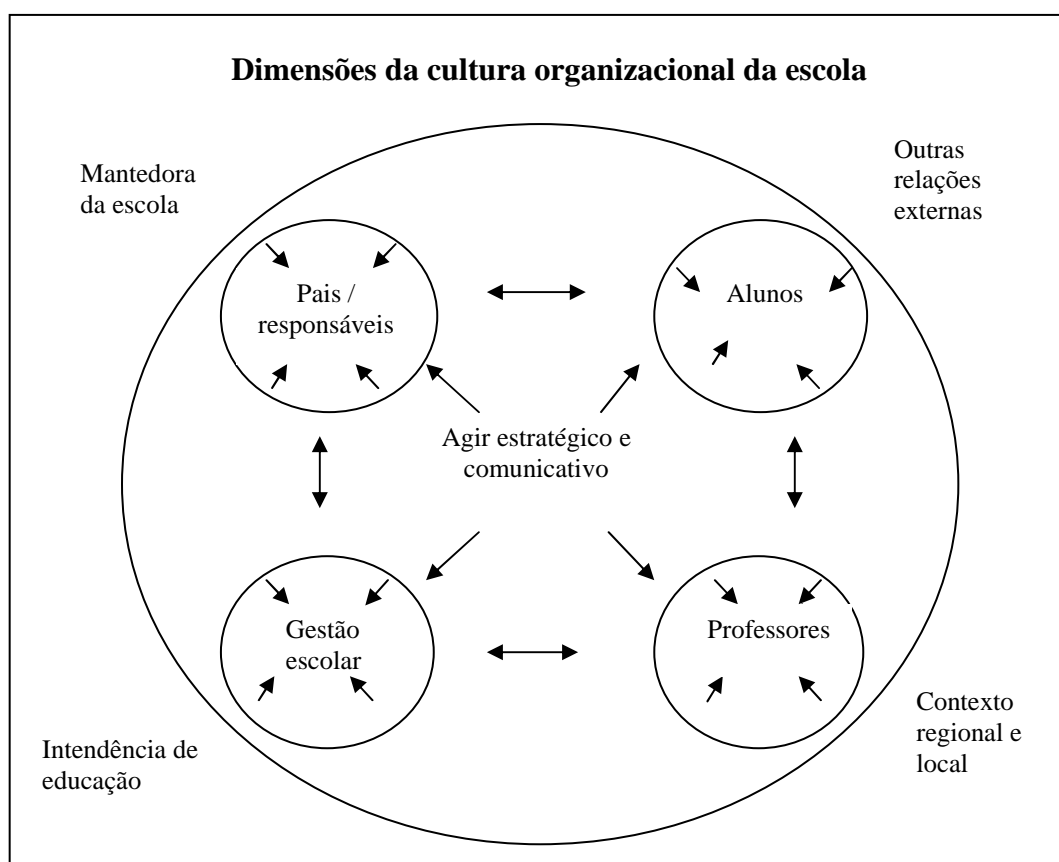 Dimensões da cultura organizacional da escola
Mantedora
da escola
Outras
relações
externas
Pais /
responsáveis
Alunos
Agir estratégico e
comunicativo
Gestão
escolar
Professores
Intendência de
educação
Contexto
regional e
local